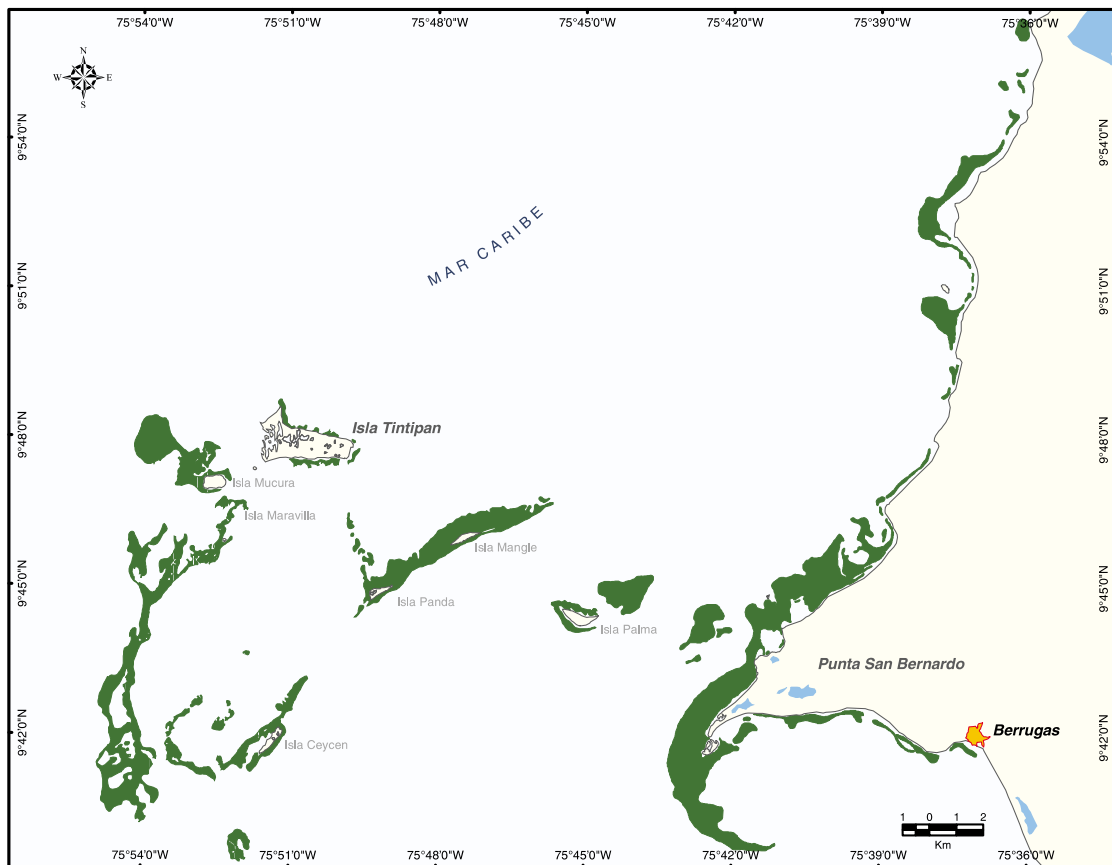 75°54'0"W 75°51'0"W 75°48'0"W 75°45'0"W 75°42'0"W 75°39'0"W 75°36'0"W
N
W E
S
9°54'0"N 9°54'0"N
MAR CARIBE
9°51'0"N 9°51'0"N
Isla Tintipan
9°48'0"N 9°48'0"N
Isla Mucura
Isla Maravilla
Isla Mangle
9°45'0"N 9°45'0"N
Isla Panda
Isla Palma
Punta San Bernardo
9°42'0"N 9°42'0"N
Berrugas
Isla Ceycen
1 0 1 2
Km
75°54'0"W 75°51'0"W 75°48'0"W 75°45'0"W 75°42'0"W 75°39'0"W 75°36'0"W